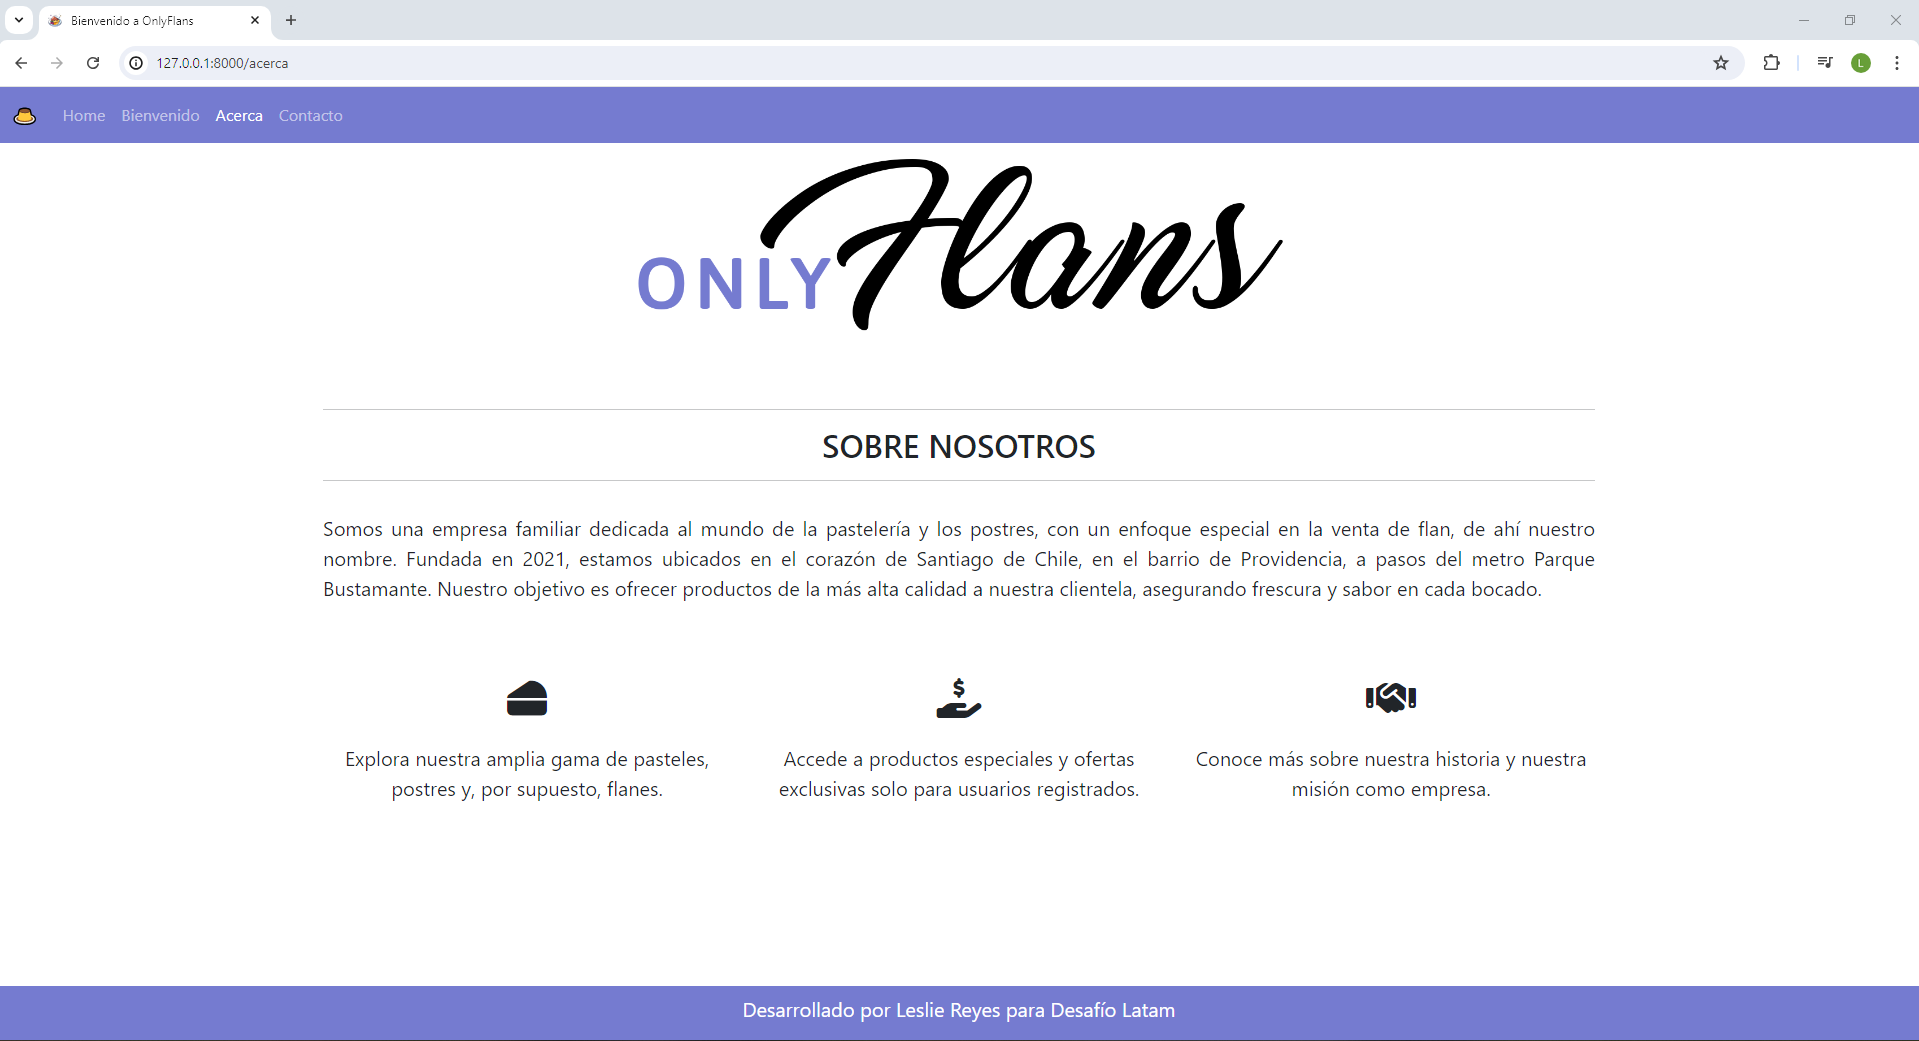 Bienvenido a OnlyFlans
127.0.0.1:8000/acerca
L
Home Bienvenido Acerca Contacto
ONLY Flans
SOBRE NOSOTROS
Somos una empresa familiar dedicada al mundo de la pastelería y los postres, con un enfoque especial en la venta de flan, de ahí nuestro
nombre. Fundada en 2021, estamos ubicados en el corazón de Santiago de Chile, en el barrio de Providencia, a pasos del metro Parque
Bustamante. Nuestro objetivo es ofrecer productos de la más alta calidad a nuestra clientela, asegurando frescura y sabor en cada bocado.
$
Explora nuestra amplia gama de pasteles,
postres y, por supuesto, flanes.
Accede a productos especiales y ofertas
exclusivas solo para usuarios registrados.
Conoce más sobre nuestra historia y nuestra
misión como empresa.
Desarrollado por Leslie Reyes para Desafío Latam